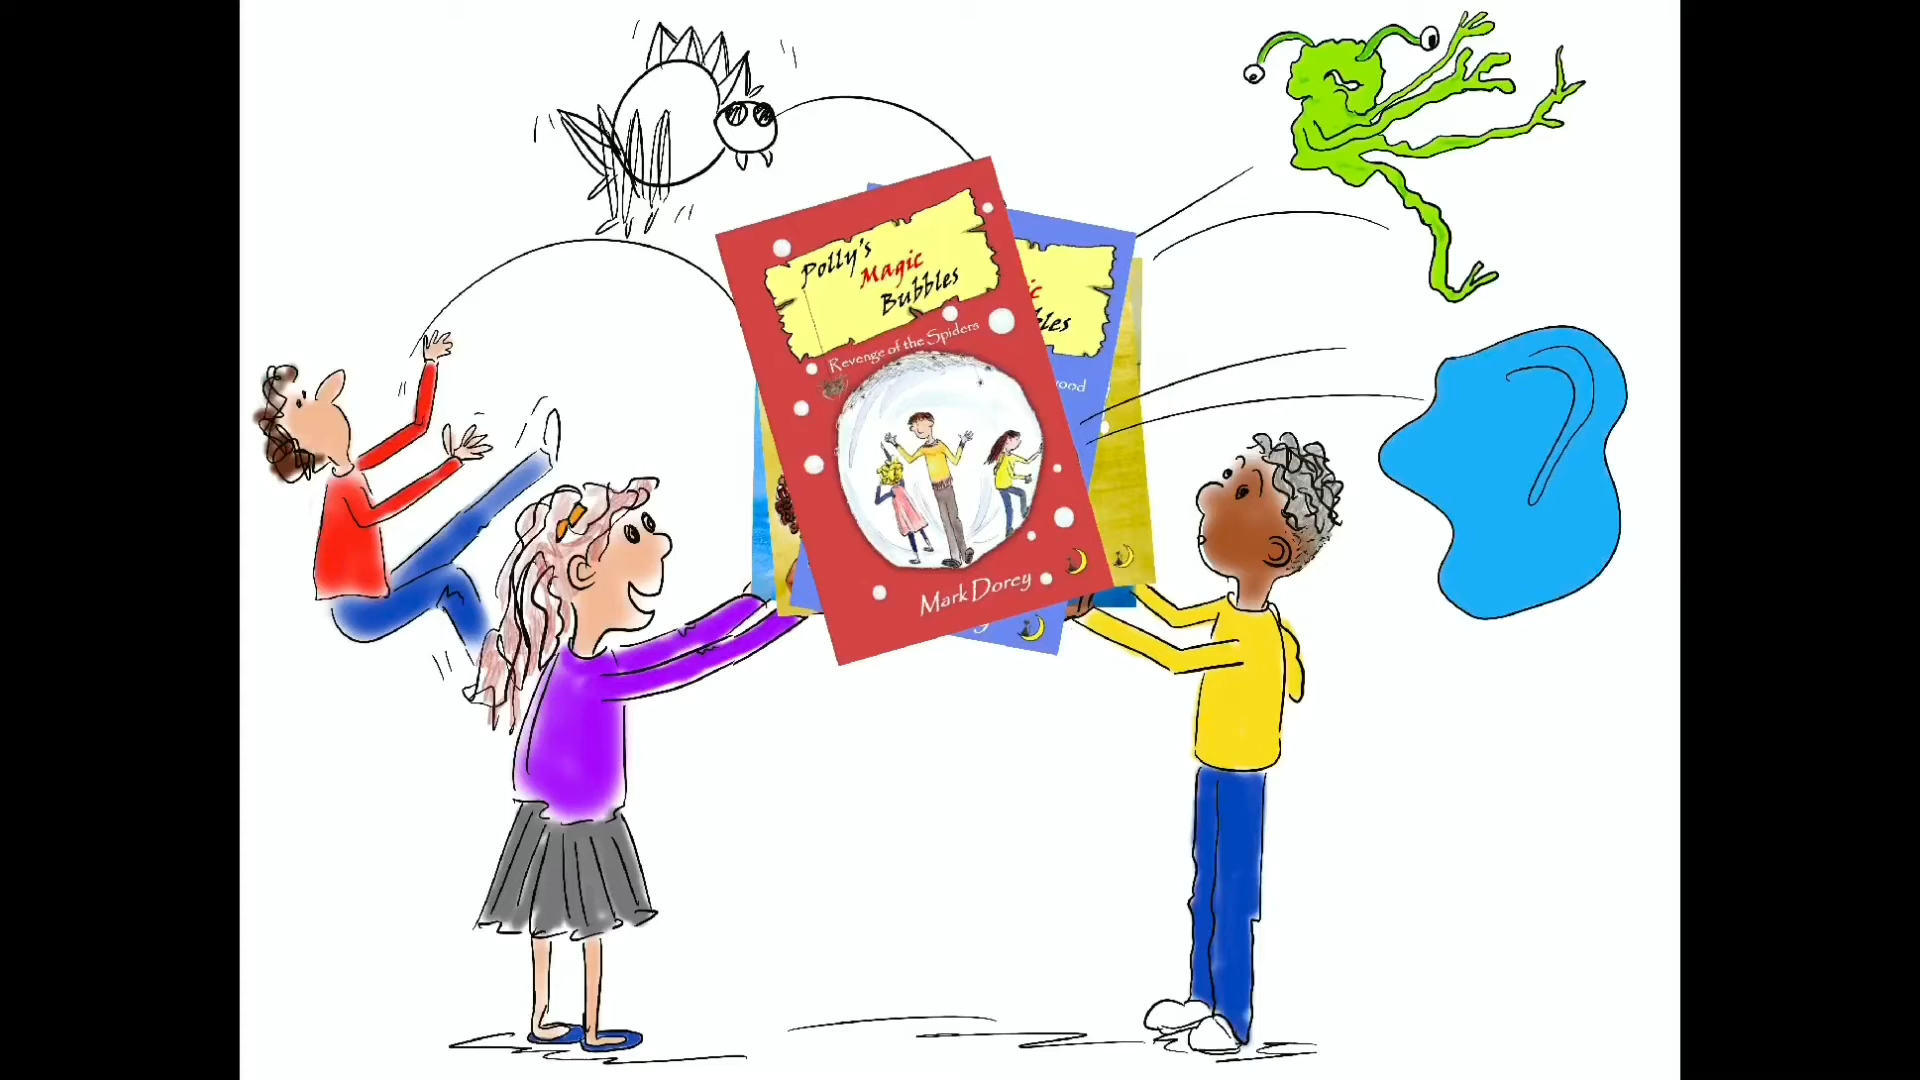 Polly's
Magic
Bubbles
Revenge of the Spiders
Mark Dorey